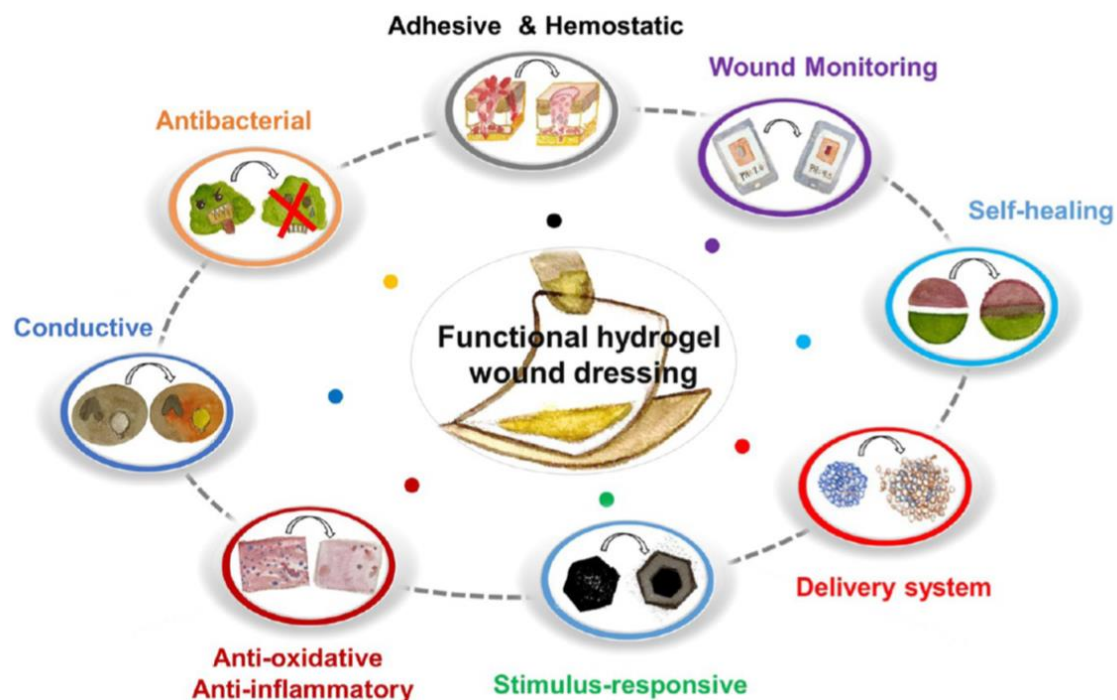 Adhesive & Hemostatic
Wound Monitoring
Antibacterial
Self-healing
Conductive
Functional hydrogel
wound dressing
Delivery system
Anti-oxidative
Anti-inflammatory
Stimulus-responsive